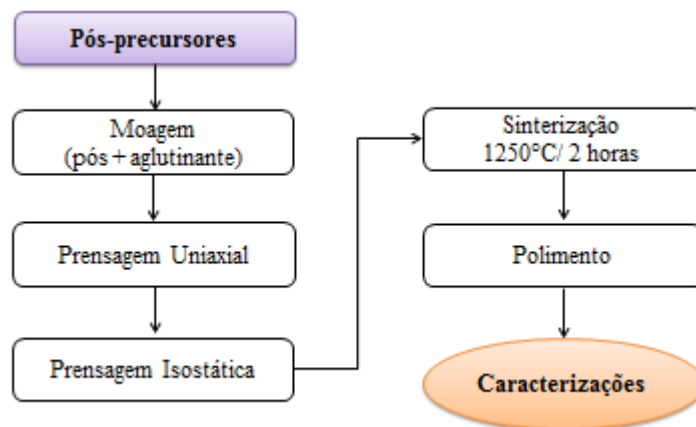 Pós-precursores
Moagem
(pós + aglutinante)
Prensagem Uniaxial
Prensagem Isostática
Sinterização
1250°C/ 2 horas
Polimento
Caracterizações